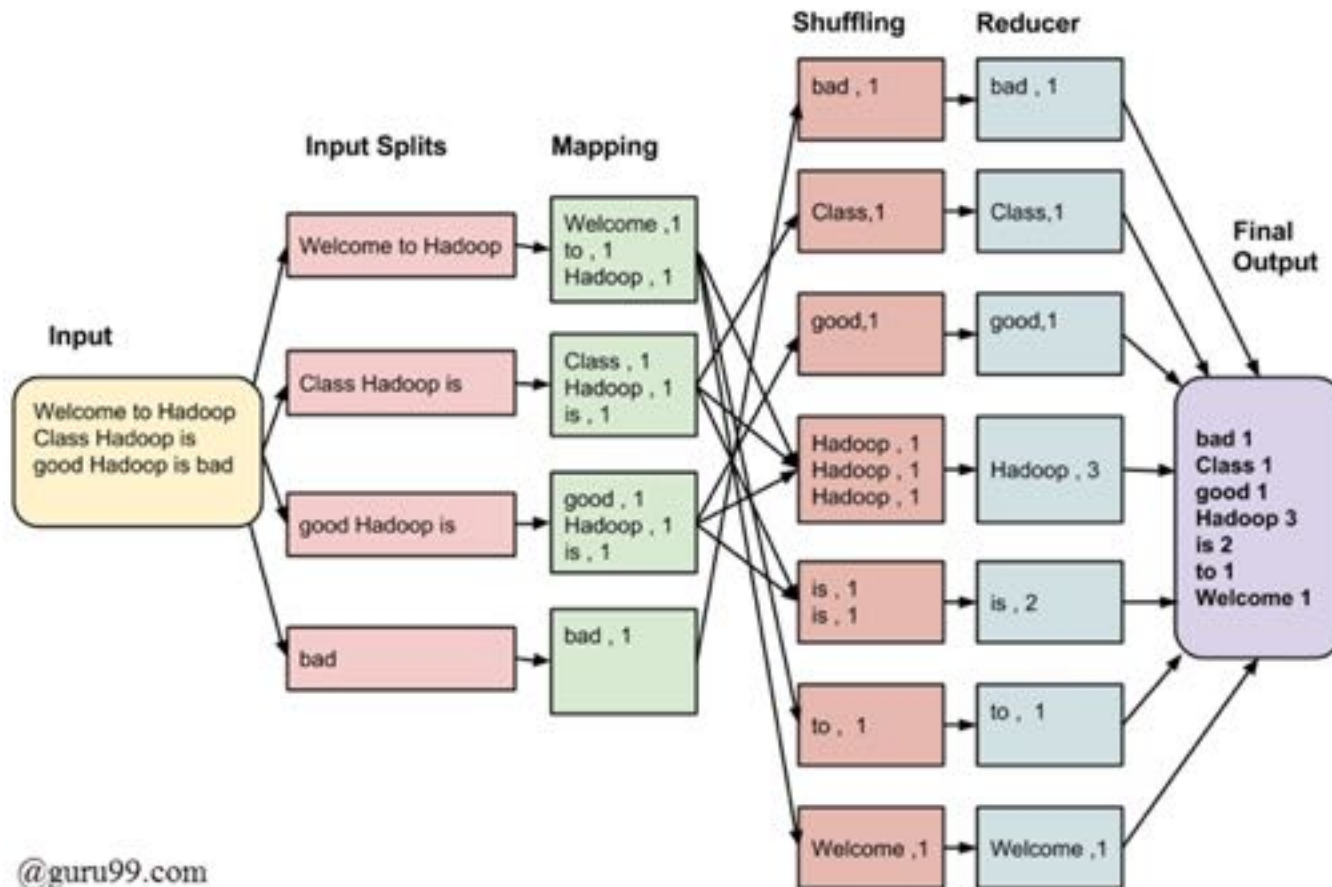 Shuffling
Reducer
Input Splits
Mapping
Final
Output
Input
Welcome to Hadoop
Class Hadoop is
good Hadoop is bad
Welcome to Hadoop
Class Hadoop is
good Hadoop is
bad
Welcome ,1
to , 1
Hadoop , 1
Class , 1
Hadoop , 1
is , 1
good , 1
Hadoop , 1
is , 1
bad , 1
bad , 1
Class,1
good,1
Hadoop , 1
Hadoop , 1
Hadoop , 1
is , 1
is , 1
to , 1
Welcome ,1
bad , 1
Class,1
good,1
Hadoop , 3
is , 2
to , 1
Welcome ,1
bad 1
Class 1
good 1
Hadoop 3
is 2
to 1
Welcome 1
@guru99.com